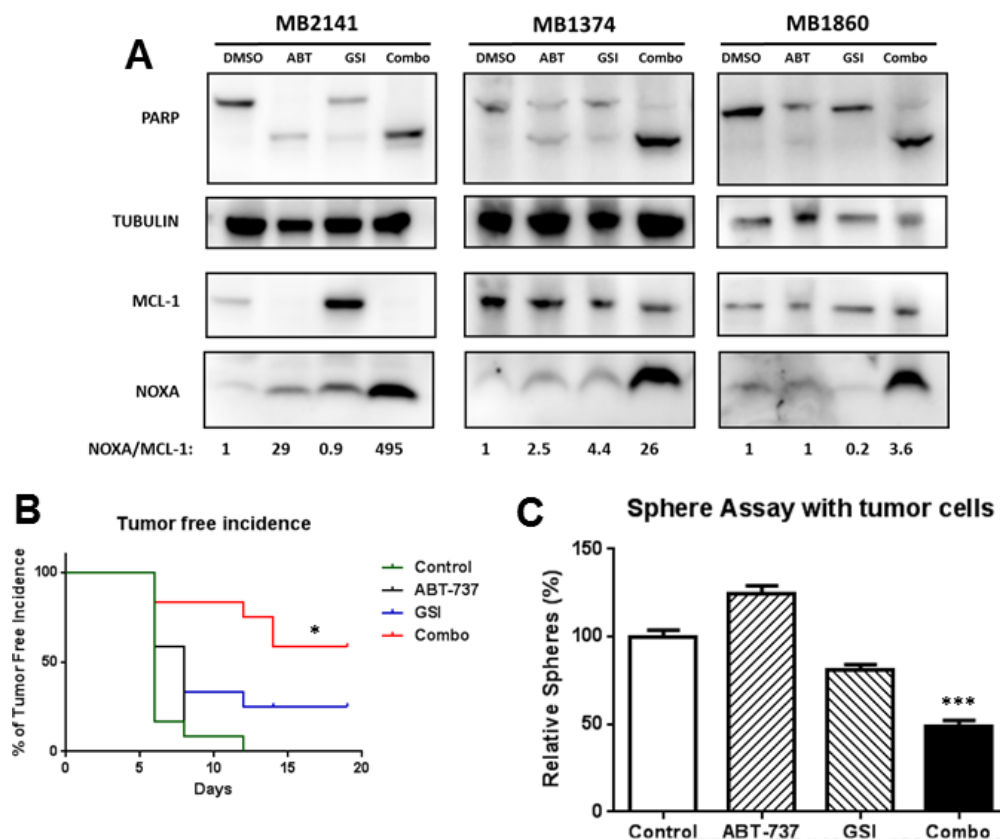 A
MB2141 MB1374 MB1860
DMSO ABT GSI Combo DMSO ABT GSI Combo DMSO ABT GSI Combo
PARP
TUBULIN
MCL-1
NOXA
NOXA/MCL-1: 1 29 0.9 495 1 2.5 4.4 26 1 1 0.2 3.6
B
Tumor free incidence
% of Tumor Free Incidence
100
50
0
0 5 10 15 20
Days
Control
ABT-737
GSI
Combo
*
C
Sphere Assay with tumor cells
Relative Spheres (%)
150
100
50
0
***
Control ABT-737 GSI Combo